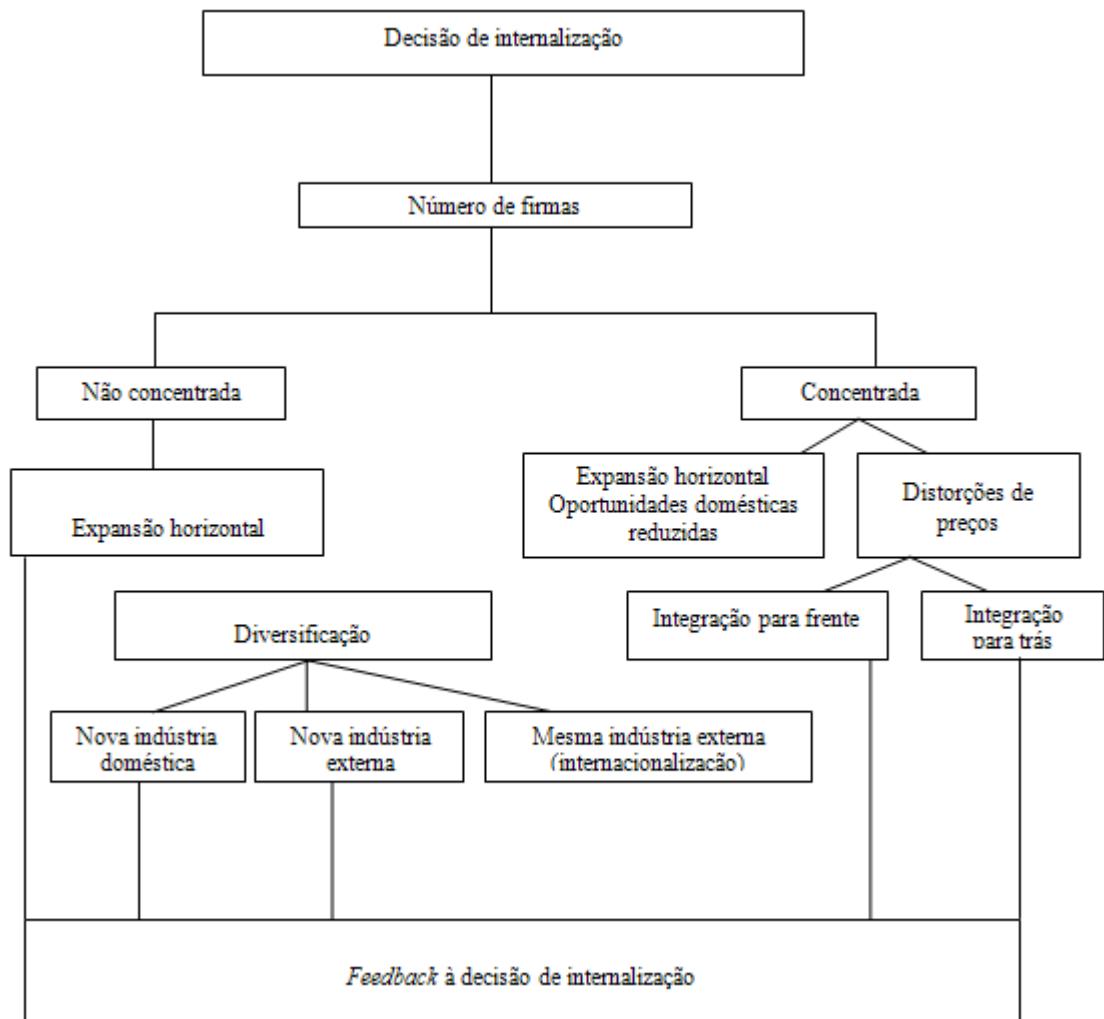 Decisão de internalização
Número de firmas
Não concentrada
Concentrada
Expansão horizontal
Expansão horizontal
Oportunidades domésticas
reduzidas
Distorções de
preços
Diversificação
Integração para frente
Integração
para trás
Nova indústria
doméstica
Nova indústria
externa
Mesma indústria externa
(internacionalização)
Feedback à decisão de internalização